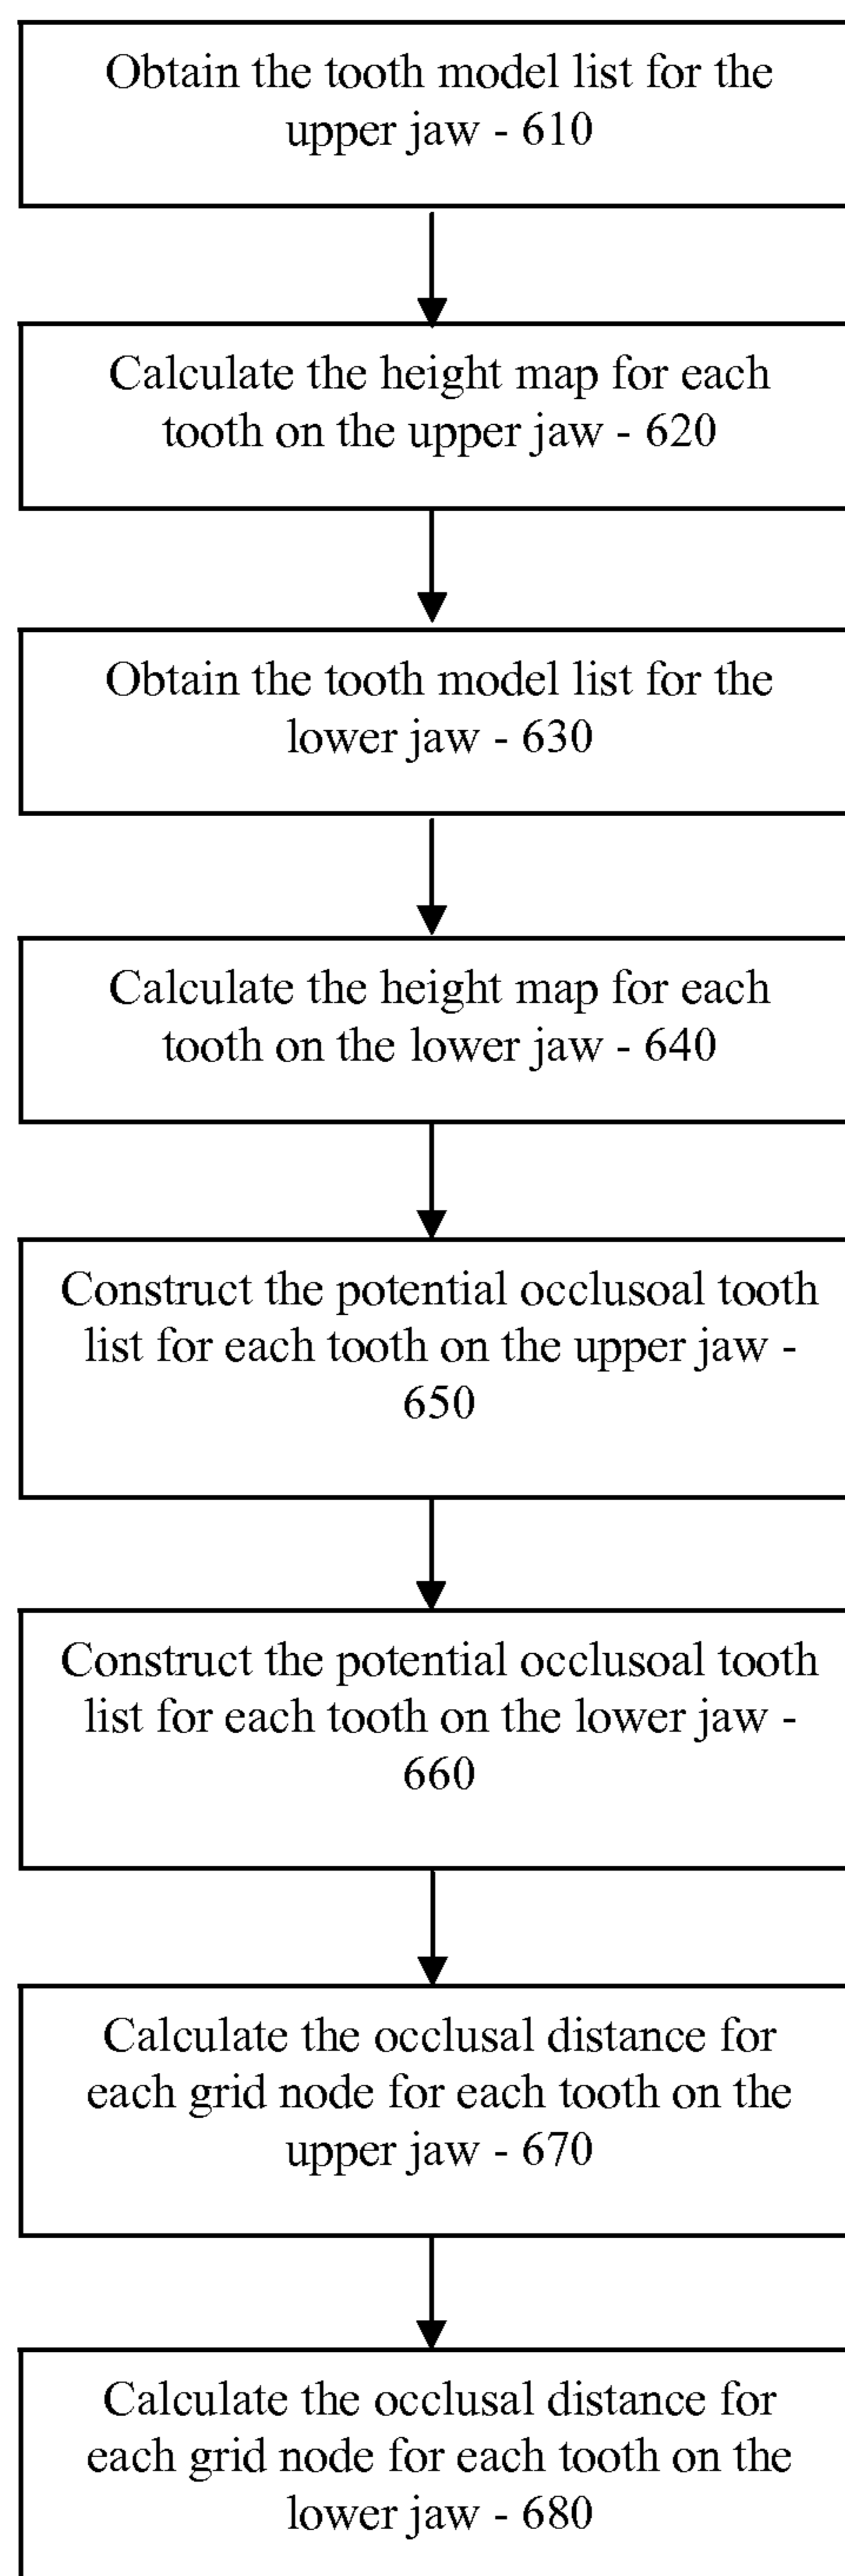 Obtain the tooth model list for the
upper jaw - 610
Calculate the height map for each
tooth on the upper jaw - 620
Obtain the tooth model list for the
lower jaw - 630
Calculate the height map for each
tooth on the lower jaw - 640
Construct the potential occlusoal tooth
list for each tooth on the upper jaw -
650
Construct the potential occlusoal tooth
list for each tooth on the lower jaw -
660
Calculate the occlusal distance for
each grid node for each tooth on the
upper jaw - 670
Calculate the occlusal distance for
each grid node for each tooth on the
lower jaw - 680